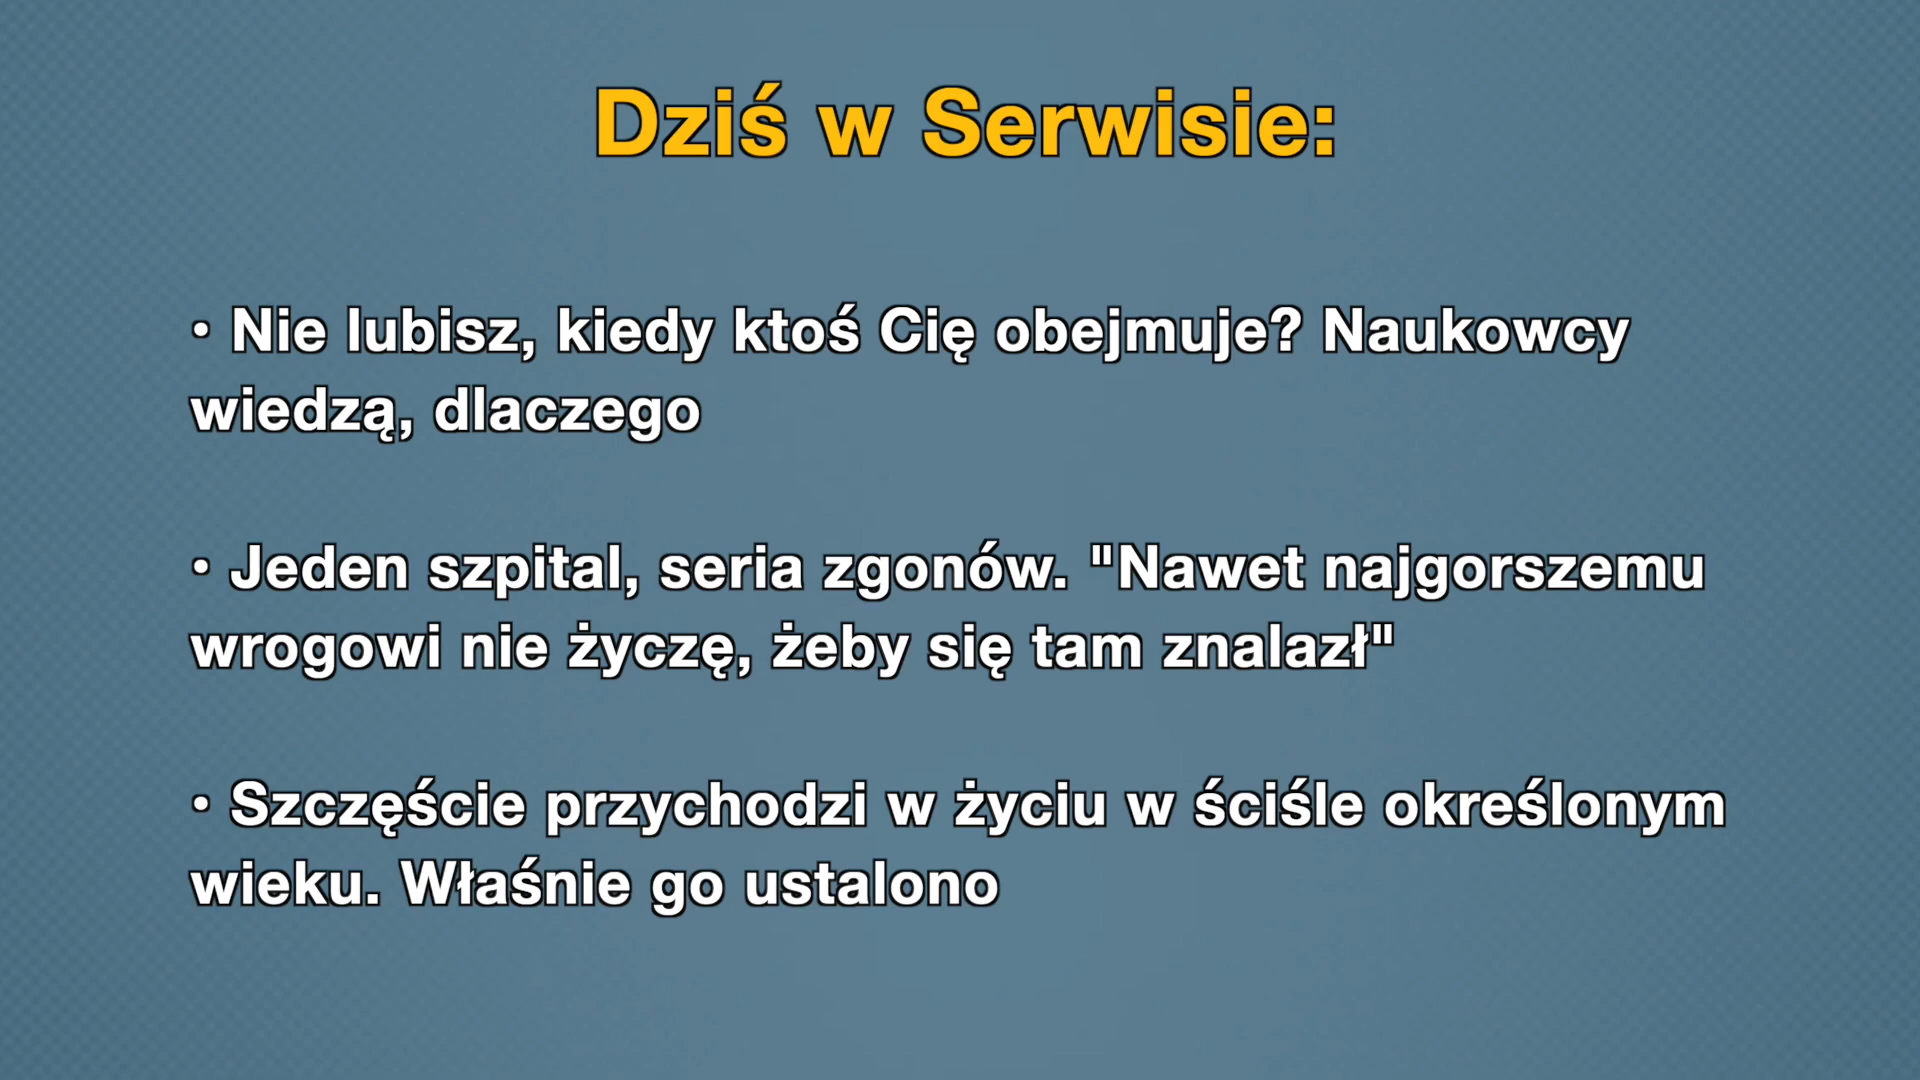 Dziś w Serwisie:
• Nie lubisz, kiedy ktoś Cię obejmuje? Naukowcy
wiedzą, dlaczego
• Jeden szpital, seria zgonów. "Nawet najgorszemu
wrogowi nie życzę, żeby się tam znalazł"
• Szczęście przychodzi w życiu w ściśle określonym
wieku. Właśnie go ustalono